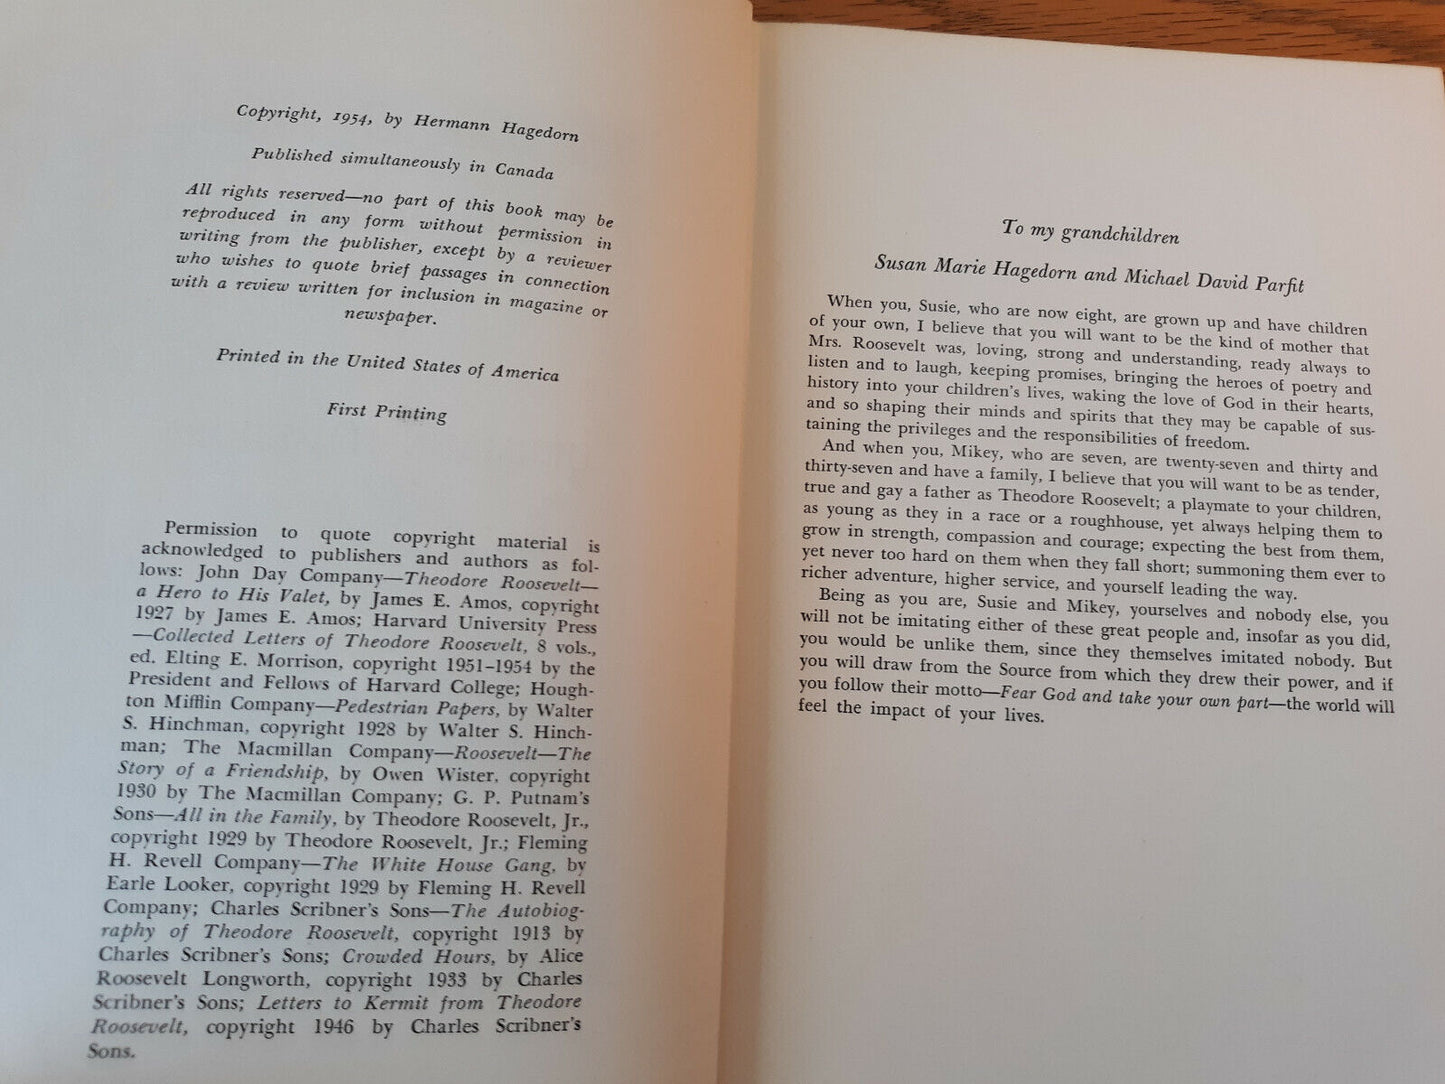 Copyright, 1954, by Hermann Hagedorn
Published simultaneously in Canada
All rights reserved—no part of this book may be
reproduced in any form without permission in
writing from the publisher, except by a reviewer
who wishes to quote brief passages in connection
with a review written for inclusion in magazine or
newspaper.
Printed in the United States of America
First Printing
Permission to quote copyright material is
acknowledged to publishers and authors as fol-
lows: John Day Company—Theodore Roosevelt—
a Hero to His Valet, by James E. Amos, copyright
1927 by James E. Amos; Harvard University Press
—Collected Letters of Theodore Roosevelt, 8 vols.,
ed. Elting E. Morrison, copyright 1951–1954 by the
President and Fellows of Harvard College; Hough-
ton Mifflin Company—Pedestrian Papers, by Walter
S. Hinchman, copyright 1928 by Walter S. Hinch-
man; The Macmillan Company—Roosevelt—The
Story of a Friendship, by Owen Wister, copyright
1930 by The Macmillan Company; G. P. Putnam's
Sons—All in the Family, by Theodore Roosevelt, Jr.,
copyright 1929 by Theodore Roosevelt, Jr.; Fleming
H. Revell Company—The White House Gang, by
Earle Looker, copyright 1929 by Fleming H. Revell
Company; Charles Scribner's Sons—The Autobiog-
raphy of Theodore Roosevelt, copyright 1913 by
Charles Scribner's Sons; Crowded Hours, by Alice
Roosevelt Longworth, copyright 1933 by Charles
Scribner's Sons; Letters to Kermit from Theodore
Roosevelt, copyright 1946 by Charles Scribner's
Sons.
To my grandchildren
Susan Marie Hagedorn and Michael David Parfit
When you, Susie, who are now eight, are grown up and have children
of your own, I believe that you will want to be the kind of mother that
Mrs. Roosevelt was, loving, strong and understanding, ready always to
listen and to laugh, keeping promises, bringing the heroes of poetry and
history into your children's lives, waking the love of God in their hearts,
and so shaping their minds and spirits that they may be capable of sus-
taining the privileges and the responsibilities of freedom.
And when you, Mikey, who are seven, are twenty-seven and thirty and
thirty-seven and have a family, I believe that you will want to be as tender,
true and gay a father as Theodore Roosevelt; a playmate to your children,
as young as they in a race or a roughhouse, yet always helping them to
grow in strength, compassion and courage; expecting the best from them,
yet never too hard on them when they fall short; summoning them ever to
richer adventure, higher service, and yourself leading the way.
Being as you are, Susie and Mikey, yourselves and nobody else, you
will not be imitating either of these great people and, insofar as you did,
you would be unlike them, since they themselves imitated nobody. But
you will draw from the Source from which they drew their power, and if
you follow their motto—Fear God and take your own part—the world will
feel the impact of your lives.